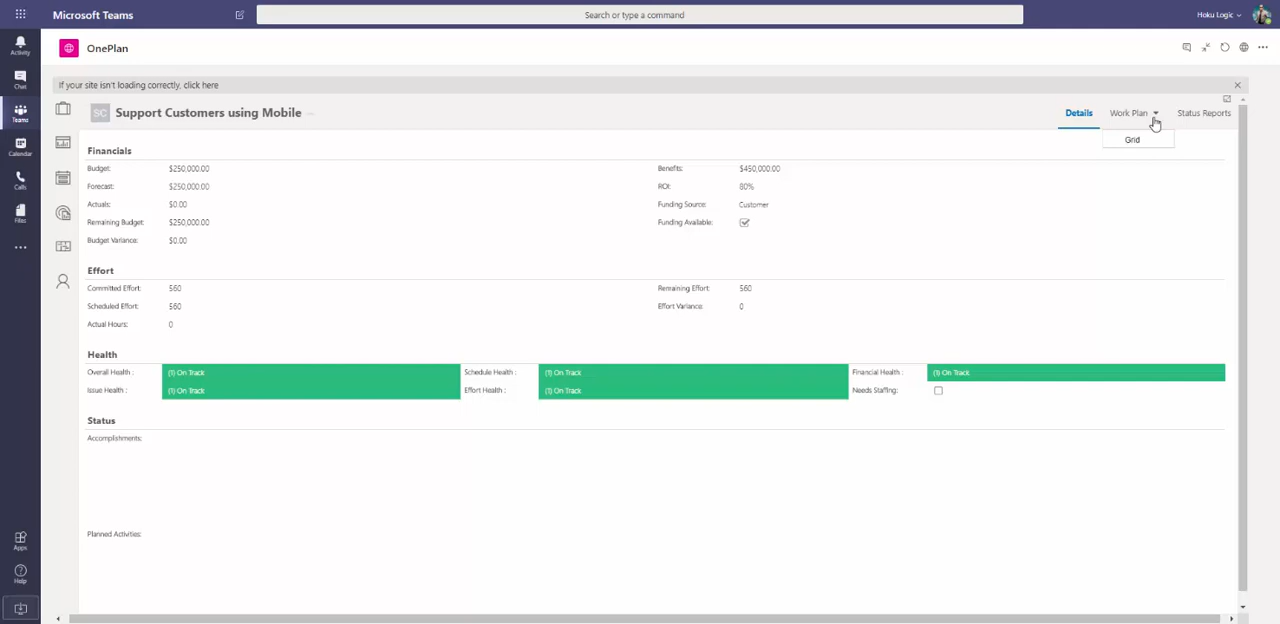 Microsoft Teams
Search or type a command
Hoku Logic
Activity
Chat
Teams
Calendar
Calls
Files
Apps
Help
OnePlan
If your site isn't loading correctly, click here
SC
Support Customers using Mobile
Details
Work Plan
Status Reports
Grid
Financials
Budget: $250,000.00
Benefits: $450,000.00
Forecast: $250,000.00
ROI: 80%
Actuals: $0.00
Funding Source: Customer
Remaining Budget: $250,000.00
Funding Available:
Budget Variance: $0.00
Effort
Committed Effort: 560
Remaining Effort: 560
Scheduled Effort: 560
Effort Variance: 0
Actual Hours: 0
Health
Overall Health : (1) On Track
Schedule Health : (1) On Track
Financial Health : (1) On Track
Issue Health : (1) On Track
Effort Health : (1) On Track
Needs Staffing:
Status
Accomplishments:
Planned Activities: